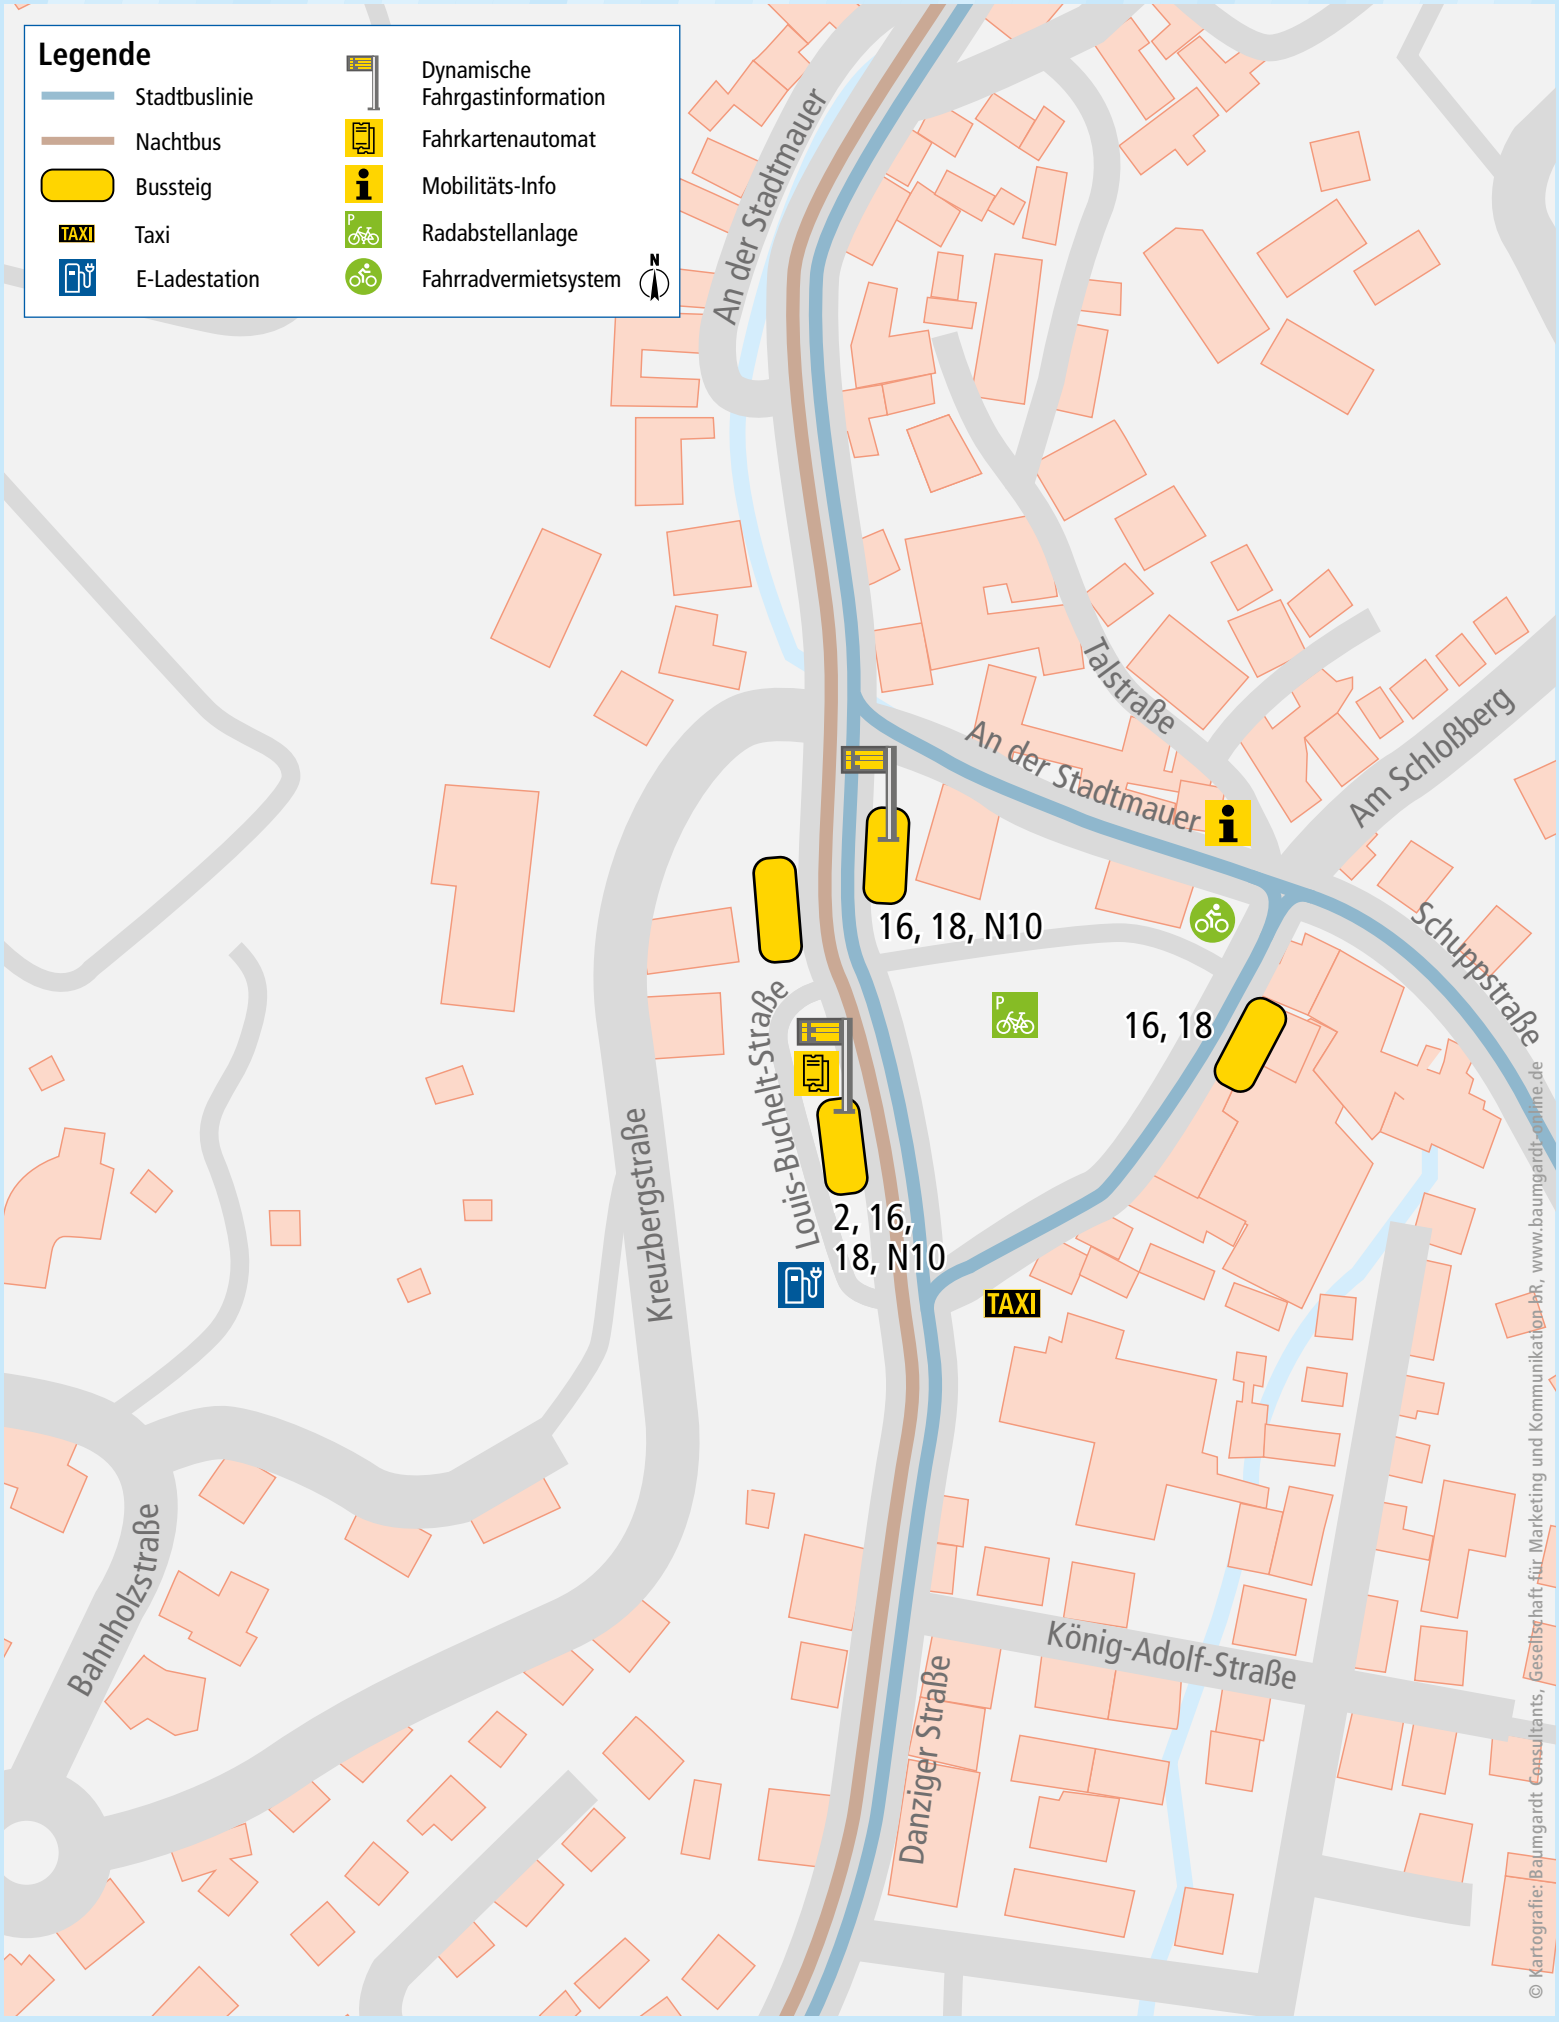 Legende
Stadtbuslinie
Nachtbus
Bussteig
TAXI
Taxi
E-Ladestation
Dynamische
Fahrgastinformation
Fahrkartenautomat
i
Mobilitäts-Info
P
Radabstellanlage
Fahrradvermietsystem
N
An der Stadtmauer
Talstraße
An der Stadtmauer
i
Am Schloßberg
Schuppstraße
16, 18, N10
P
16, 18
Louis-Buchelt-Straße
Kreuzbergstraße
2, 16,
18, N10
TAXI
Bahnholzstraße
König-Adolf-Straße
Danziger Straße
© Kartografie: Baumgardt Consultants, Gesellschaft für Marketing und Kommunikation bR, www.baumgardt-online.de